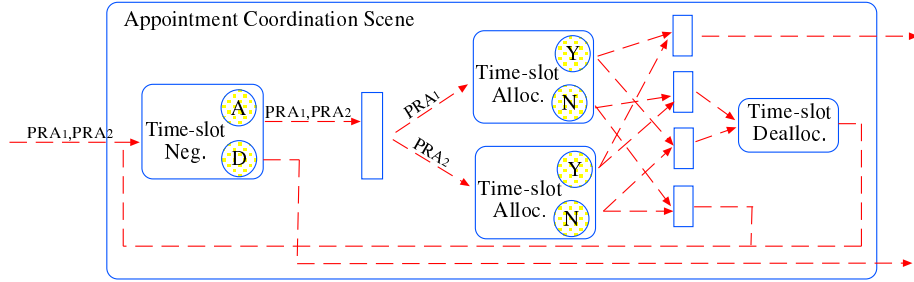 Appointment Coordination Scene
PRA1,PRA2
Time-slot
Neg.
A
D
PRA1,PRA2
PRA1
PRA2
Time-slot
Alloc.
Y
N
Time-slot
Alloc.
Y
N
Time-slot
Dealloc.